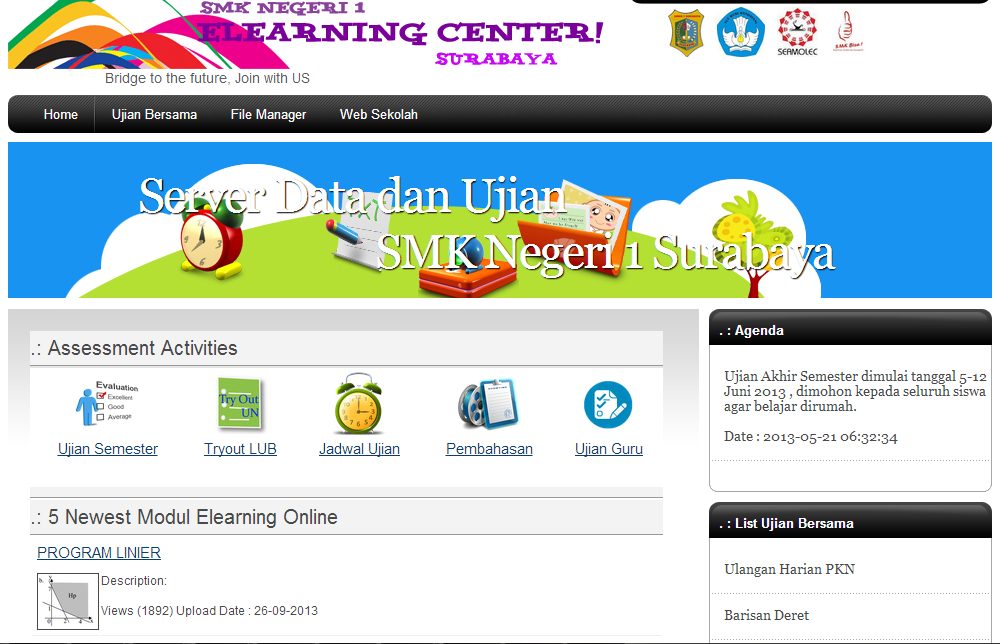 SMK NEGERI 1
ELEARNING CENTER!
SURABAYA
Bridge to the future, Join with US
SEAMOLEC
SMK Bisa!
Home
Ujian Bersama
File Manager
Web Sekolah
Server Data dan Ujian
SMK Negeri 1 Surabaya
.: Assessment Activities
Evaluation
Excellent
Good
Average
Try Out
UN
Ujian Semester
Tryout LUB
Jadwal Ujian
Pembahasan
Ujian Guru
.: 5 Newest Modul Elearning Online
PROGRAM LINIER
Hp
Description:
Views (1892) Upload Date : 26-09-2013
. : Agenda
Ujian Akhir Semester dimulai tanggal 5-12
Juni 2013 , dimohon kepada seluruh siswa
agar belajar dirumah.
Date : 2013-05-21 06:32:34
. : List Ujian Bersama
Ulangan Harian PKN
Barisan Deret